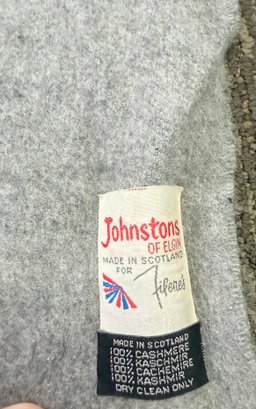 Johnstons
OF ELGIN
MADE IN SCOTLAND
FOR
Filene's
MADE IN SCOTLAND
100% CASHMERE
100% KASCHMIR
100% CACHEMIRE
100% KASHMIR
DRY CLEAN ONLY